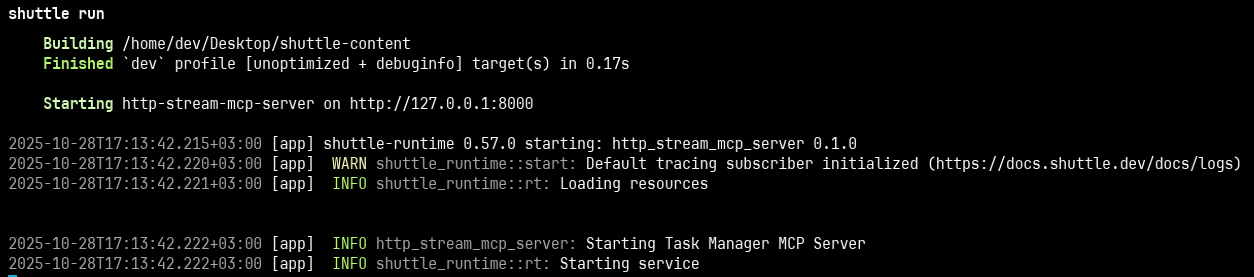 shuttle run
Building /home/dev/Desktop/shuttle-content
Finished `dev` profile [unoptimized + debuginfo] target(s) in 0.17s
Starting http-stream-mcp-server on http://127.0.0.1:8000
2025-10-28T17:13:42.215+03:00 [app] shuttle-runtime 0.57.0 starting: http_stream_mcp_server 0.1.0
2025-10-28T17:13:42.220+03:00 [app]  WARN shuttle_runtime::start: Default tracing subscriber initialized (https://docs.shuttle.dev/docs/logs)
2025-10-28T17:13:42.221+03:00 [app]  INFO shuttle_runtime::rt: Loading resources
2025-10-28T17:13:42.222+03:00 [app]  INFO http_stream_mcp_server: Starting Task Manager MCP Server
2025-10-28T17:13:42.222+03:00 [app]  INFO shuttle_runtime::rt: Starting service